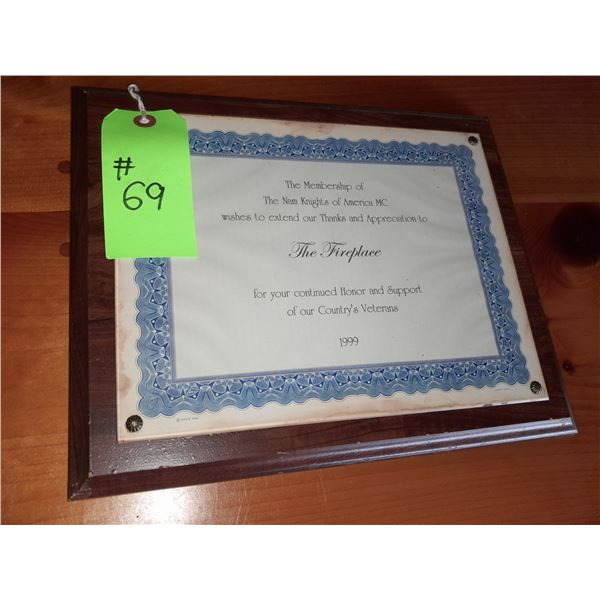 # 69
The Membership of
The Nam Knights of America MC
wishes to extend our Thanks and Appreciation to
The Fireplace
for your continued Honor and Support
of our Country's Veterans
1999